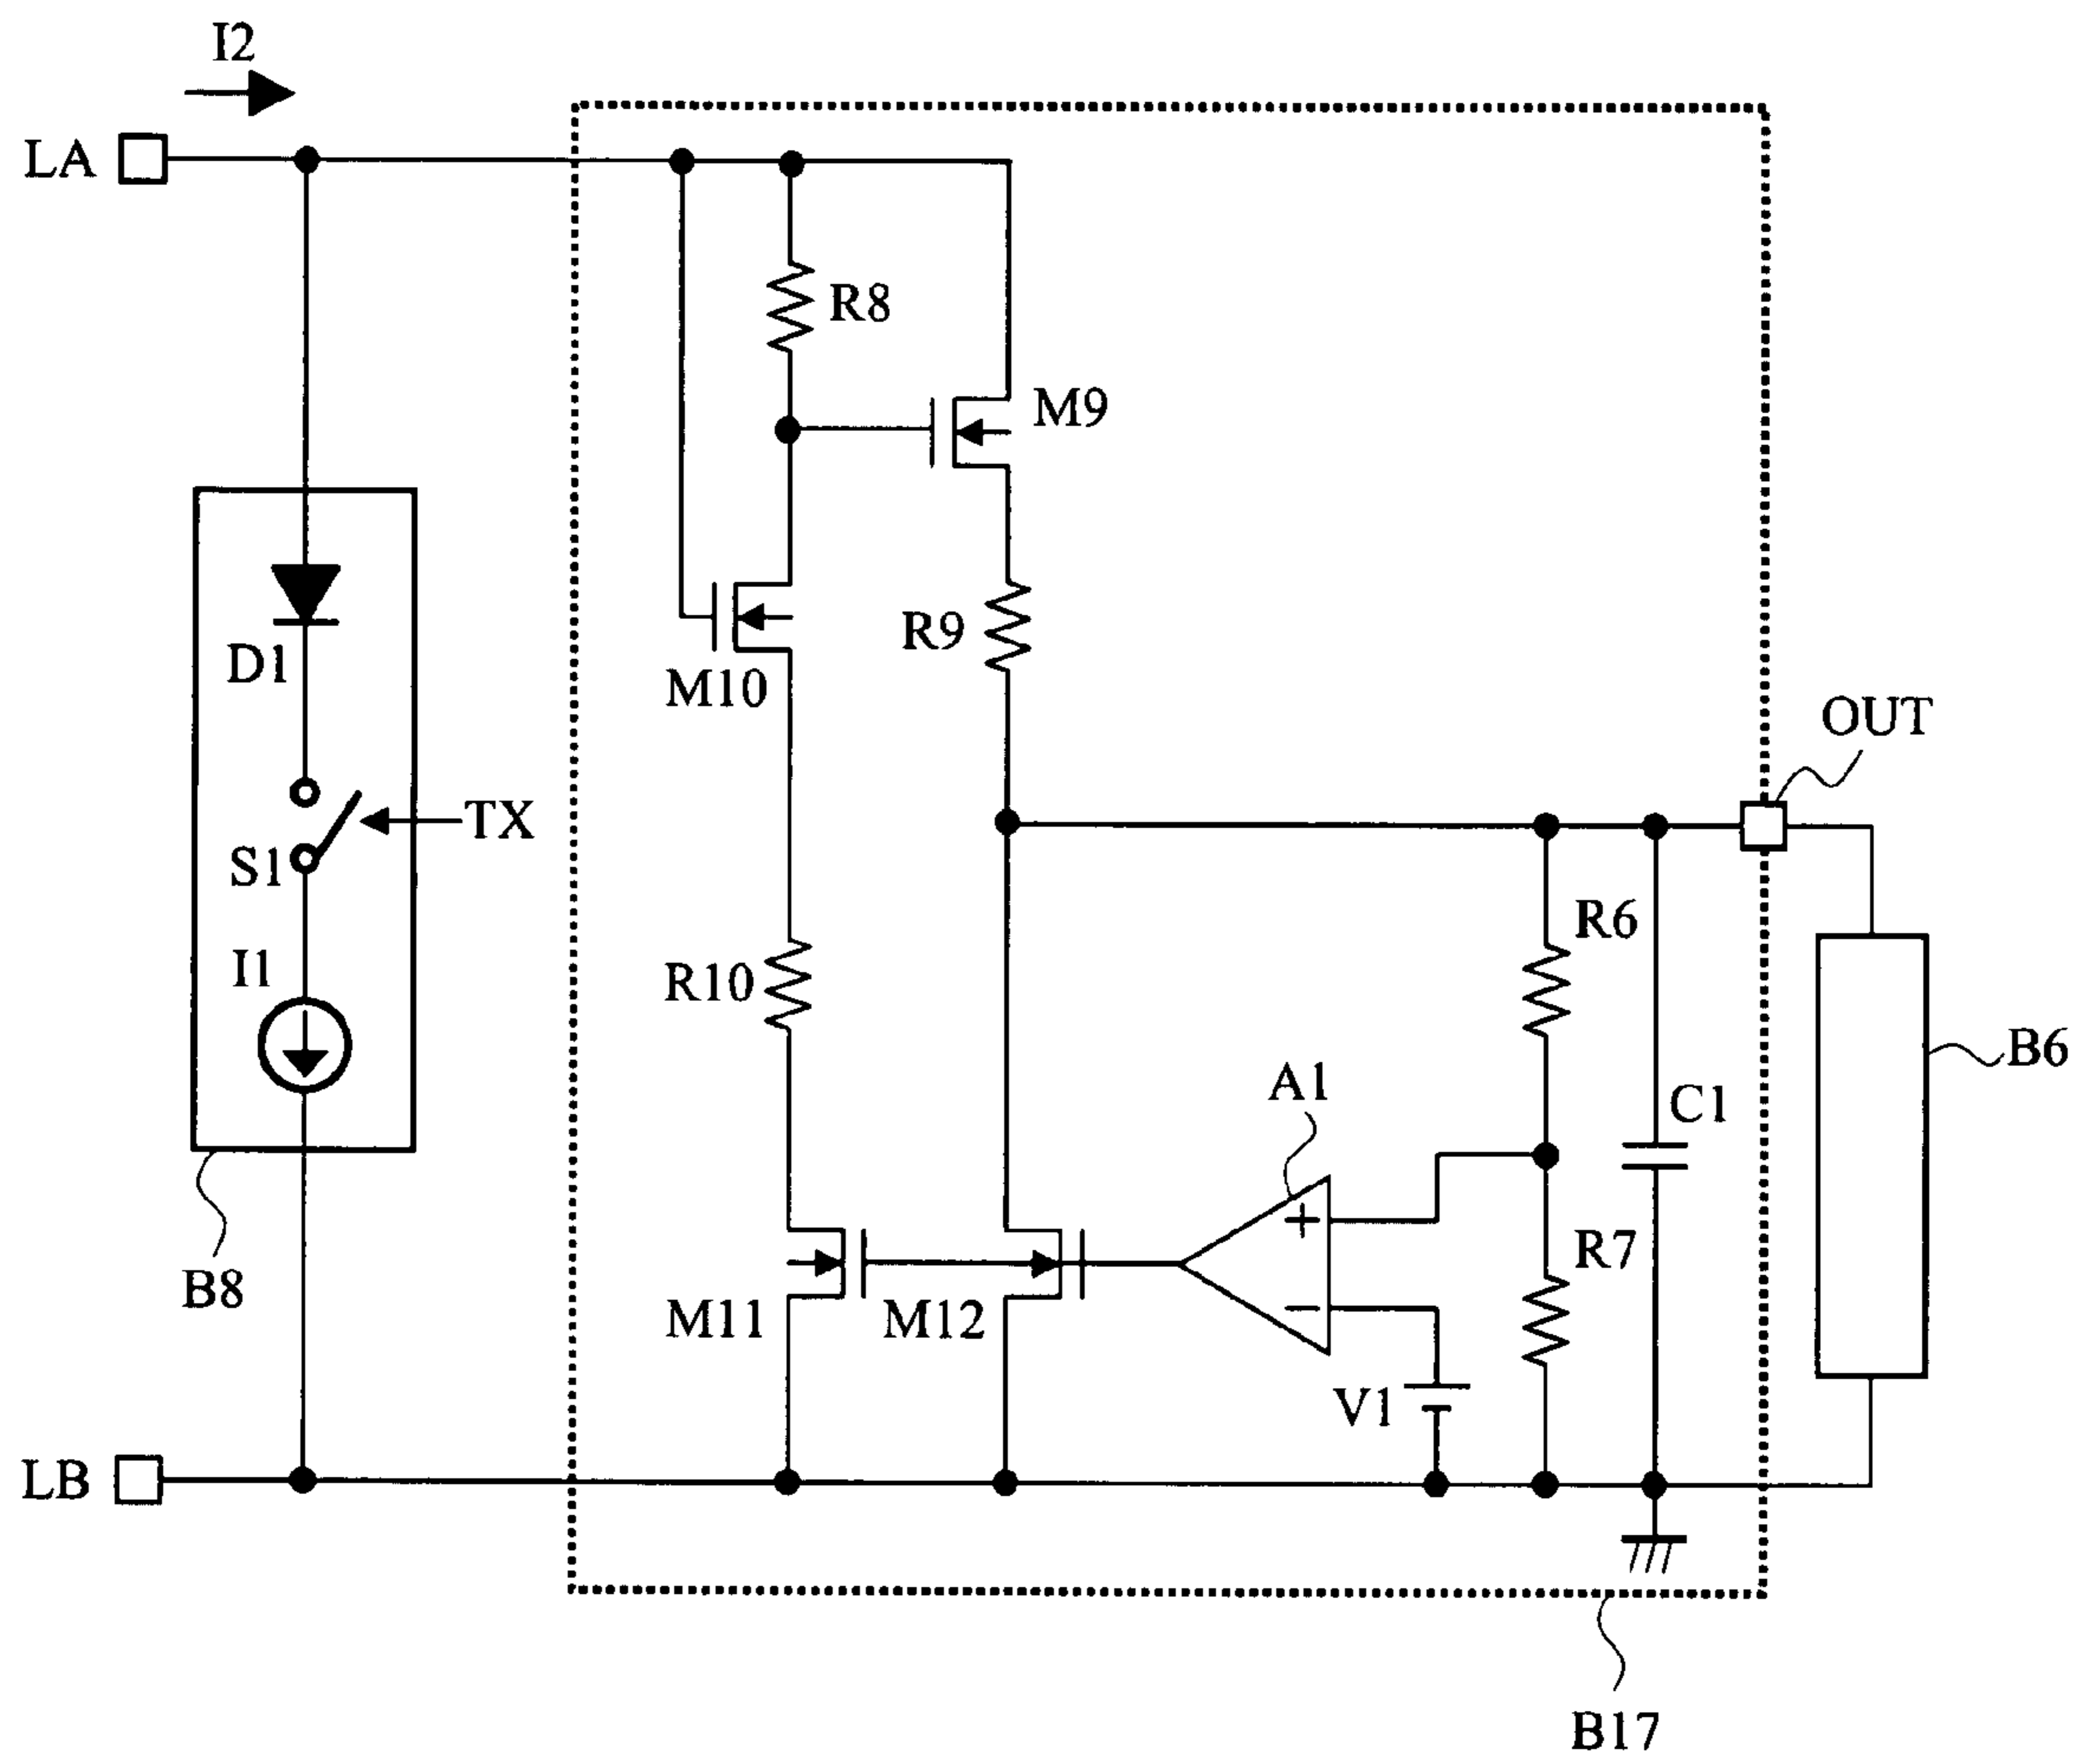 I2
LA
R8
M9
R9
D1
M10
OUT
TX
S1
R6
I1
R10
B6
A1
C1
+
R7
B8
M11
M12
−
V1
LB
B17